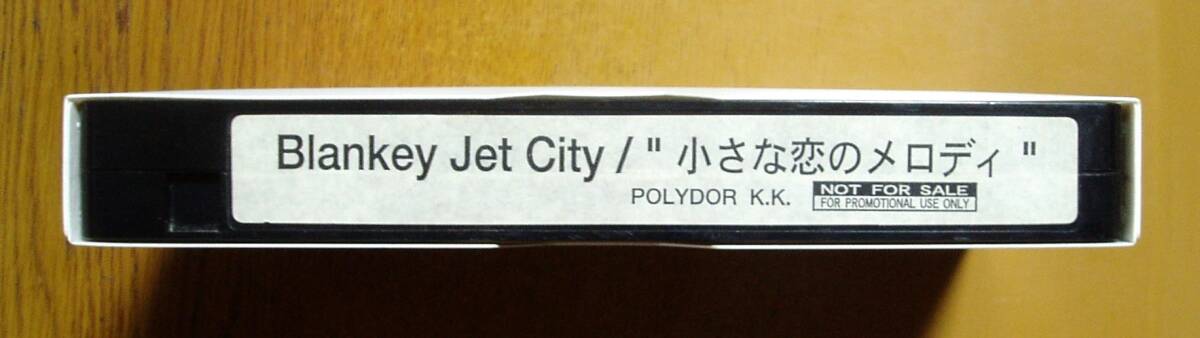 Blankey Jet City / " 小さな恋のメロディ "
POLYDOR K.K.
NOT FOR SALE
FOR PROMOTIONAL USE ONLY